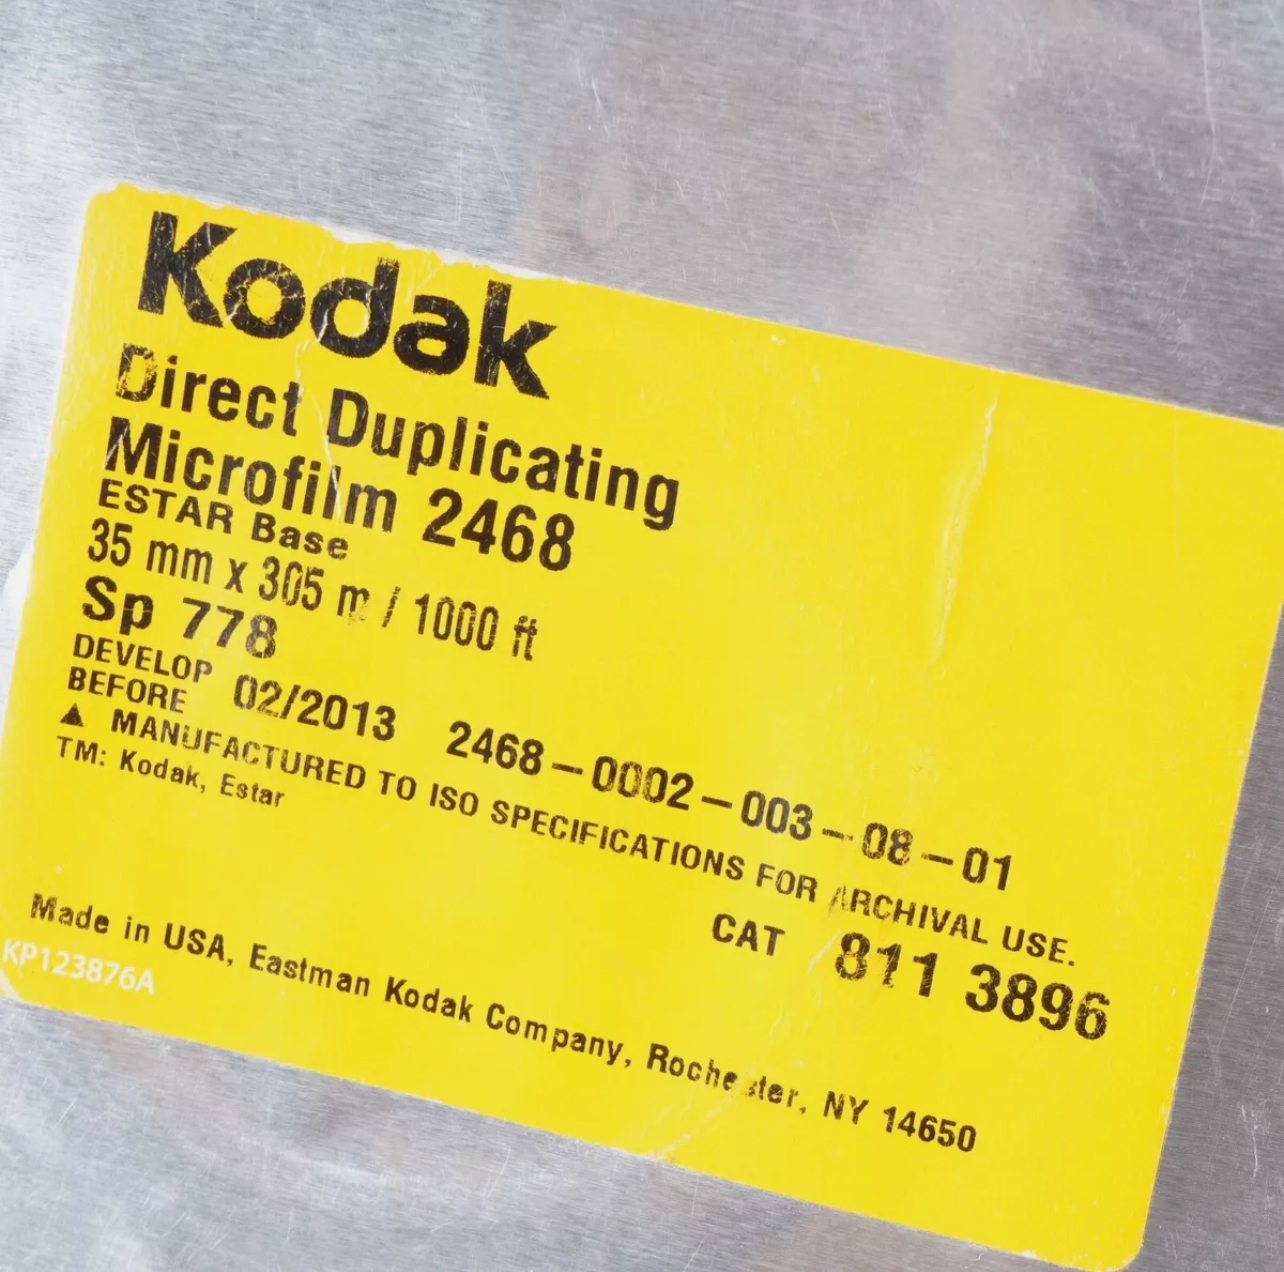 Kodak
Direct Duplicating
Microfilm 2468
ESTAR Base
35 mm x 305 m / 1000 ft
Sp 778
DEVELOP
BEFORE 02/2013 2468-0002-003-08-01
▲ MANUFACTURED TO ISO SPECIFICATIONS FOR ARCHIVAL USE.
TM: Kodak, Estar
CAT 811 3896
Made in USA, Eastman Kodak Company, Rochester, NY 14650
KP123876A